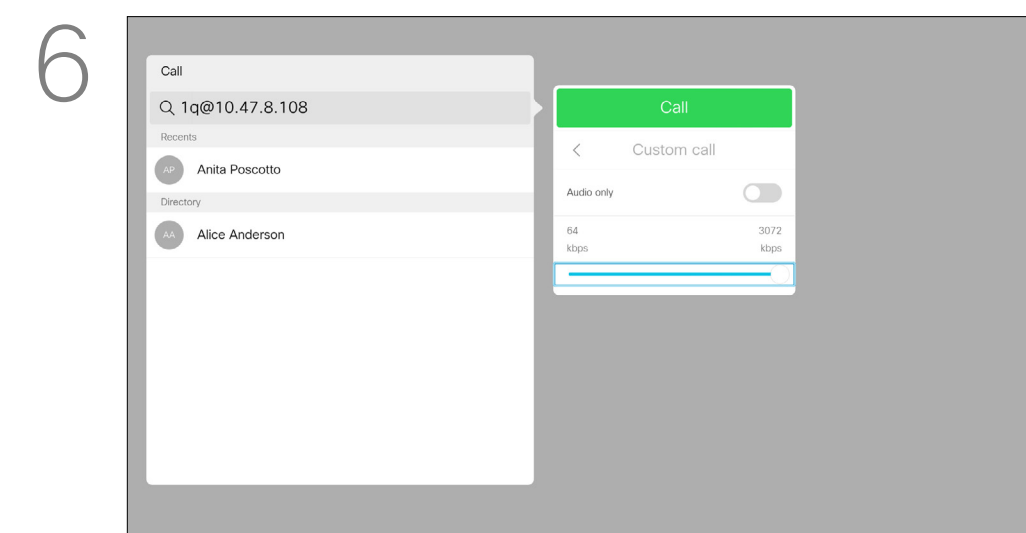 6
Call
1q@10.47.8.108
Recents
AP Anita Poscotto
Directory
AA Alice Anderson
Call
Custom call
Audio only
64 3072
kbps kbps